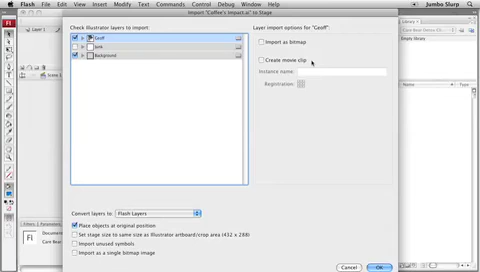 Flash File Edit View Insert Modify Text Commands Control Debug Window Help Jumbo Slurp
Import "Coffee's Impact.ai" to Stage
Check Illustrator layers to import:
Geoff
Junk
Background
Layer import options for "Geoff":
Import as bitmap
Create movie clip
Instance name:
Registration:
Convert layers to: Flash Layers
Place objects at original position
Set stage size to same size as Illustrator artboard/crop area (432 x 288)
Import unused symbols
Import as a single bitmap image
Cancel OK
Layer 1
Scene 1
Library
Empty library
Filters Parameters
Fl
Document